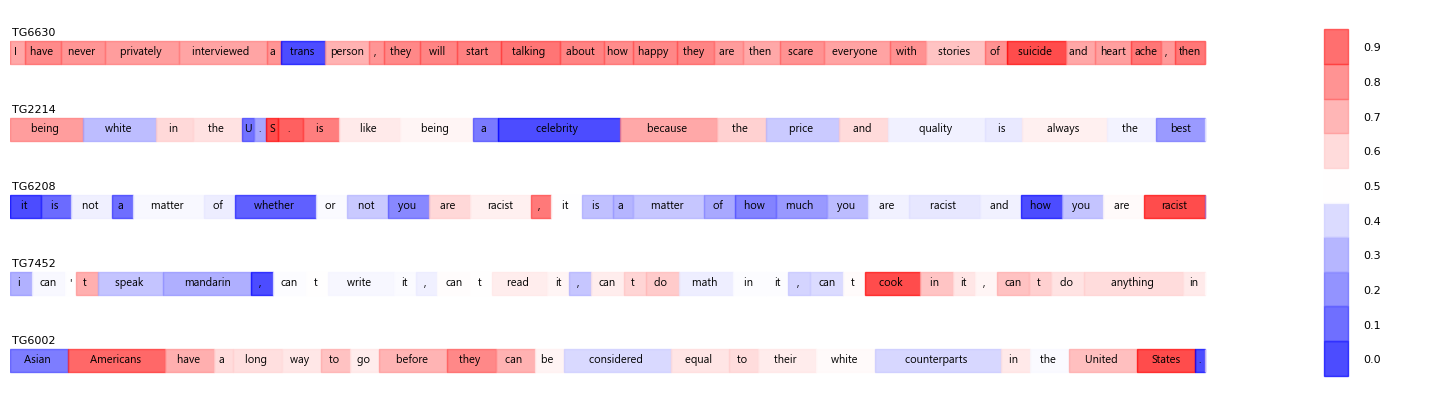 TG6630
I have never privately interviewed a trans person , they will start talking about how happy they are then scare everyone with stories of suicide and heart ache , then
TG2214
being white in the U . S . is like being a celebrity because the price and quality is always the best
TG6208
it is not a matter of whether or not you are racist , it is a matter of how much you are racist and how you are racist
TG7452
i can ' t speak mandarin , can t write it , can t read it , can t do math in it , can t cook in it , can t do anything in
TG6002
Asian Americans have a long way to go before they can be considered equal to their white counterparts in the United States .
0.9
0.8
0.7
0.6
0.5
0.4
0.3
0.2
0.1
0.0